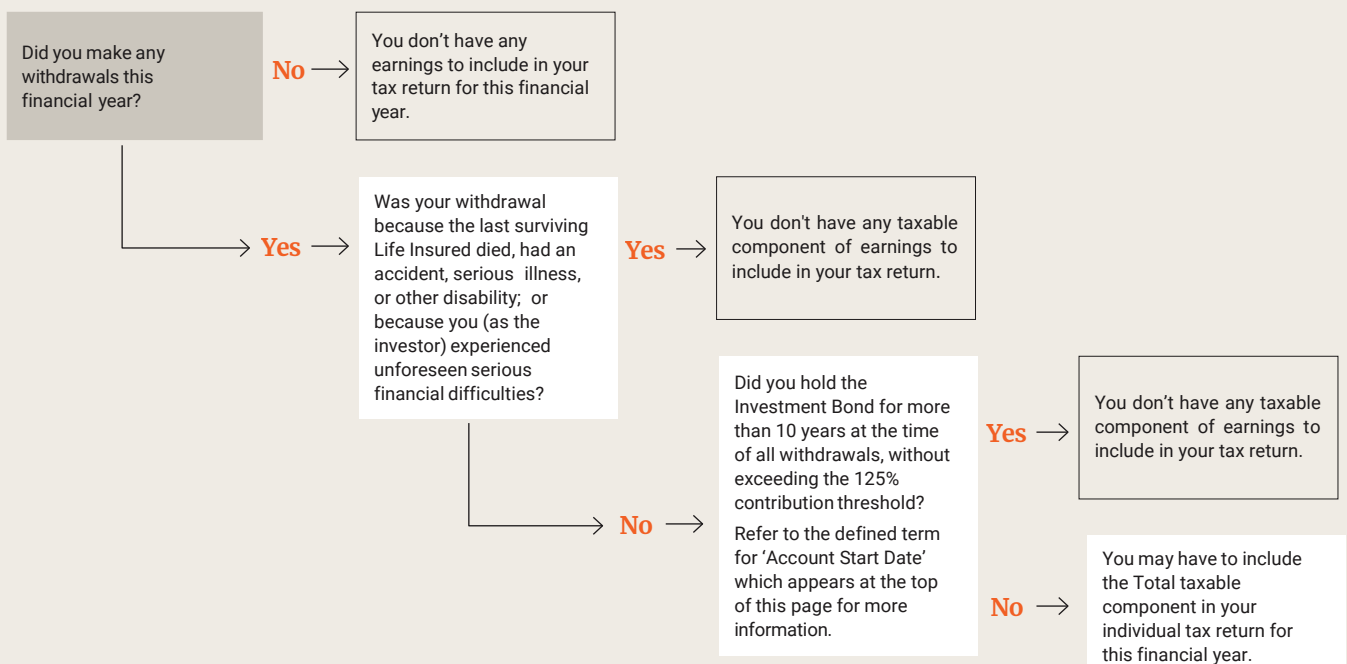 Did you make any
withdrawals this
financial year?
No
You don't have any
earnings to include in your
tax return for this financial
year.
Yes
Was your withdrawal
because the last surviving
Life Insured died, had an
accident, serious illness,
or other disability; or
because you (as the
investor) experienced
unforeseen serious
financial difficulties?
Yes
You don't have any taxable
component of earnings to
include in your tax return.
No
Did you hold the
Investment Bond for more
than 10 years at the time
of all withdrawals, without
exceeding the 125%
contribution threshold?
Refer to the defined term
for ‘Account Start Date’
which appears at the top
of this page for more
information.
Yes
You don’t have any taxable
component of earnings to
include in your tax return.
No
You may have to include
the Total taxable
component in your
individual tax return for
this financial year.